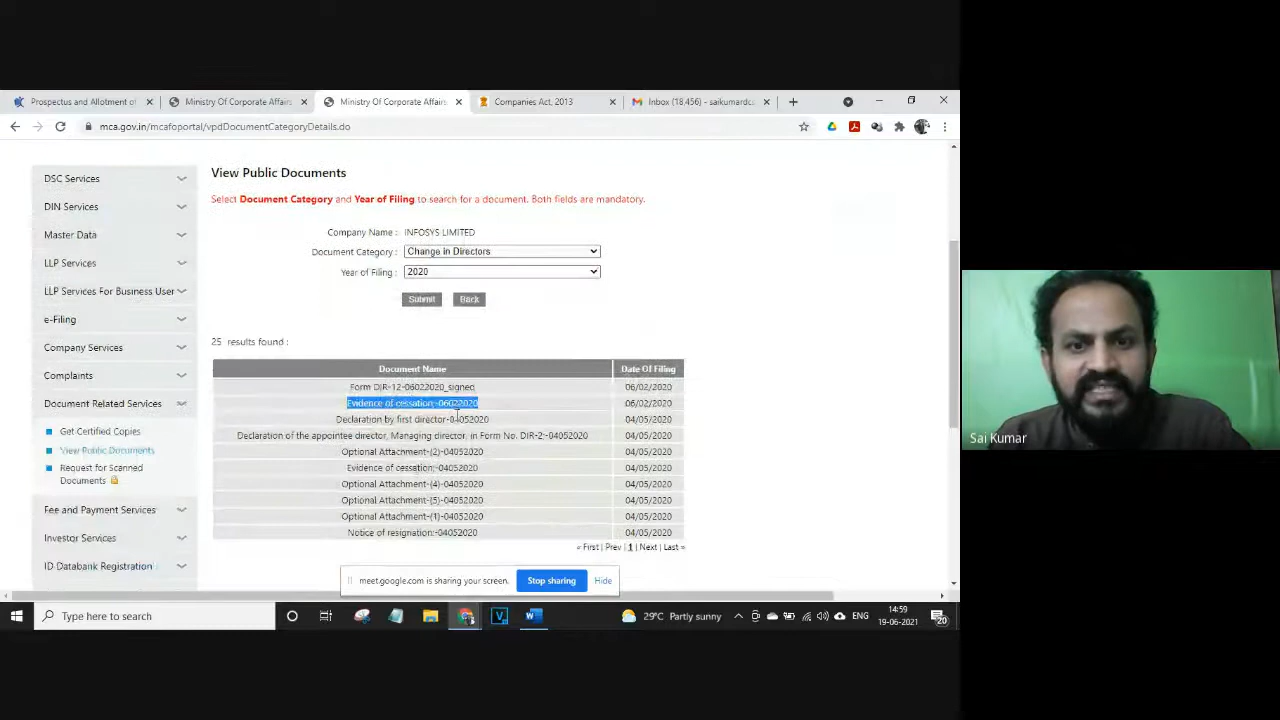 Prospectus and Allotment of
Ministry Of Corporate Affairs
Ministry Of Corporate Affairs
Companies Act, 2013
Inbox (18,456) - saikumardc
mca.gov.in/mcafoportal/vpdDocumentCategoryDetails.do
DSC Services
DIN Services
Master Data
LLP Services
LLP Services For Business User
e-Filing
Company Services
Complaints
Document Related Services
Get Certified Copies
View Public Documents
Request for Scanned
Documents
Fee and Payment Services
Investor Services
ID Databank Registration
View Public Documents
Select Document Category and Year of Filing to search for a document. Both fields are mandatory.
Company Name : INFOSYS LIMITED
Document Category : Change in Directors
Year of Filing : 2020
Submit Back
25 results found :
Document Name Date Of Filing
Form DIR-12-06022020_signed 06/02/2020
Evidence of cessation;-06022020 06/02/2020
Declaration by first director-04052020 04/05/2020
Declaration of the appointee director, Managing director, in Form No. DIR-2;-04052020 04/05/2020
Optional Attachment-(2)-04052020 04/05/2020
Evidence of cessation;-04052020 04/05/2020
Optional Attachment-(4)-04052020 04/05/2020
Optional Attachment-(5)-04052020 04/05/2020
Optional Attachment-(1)-04052020 04/05/2020
Notice of resignation;-04052020 04/05/2020
« First | Prev | 1 | Next | Last »
meet.google.com is sharing your screen. Stop sharing Hide
Type here to search
29°C Partly sunny
ENG
14:59
19-06-2021
20
Sai Kumar